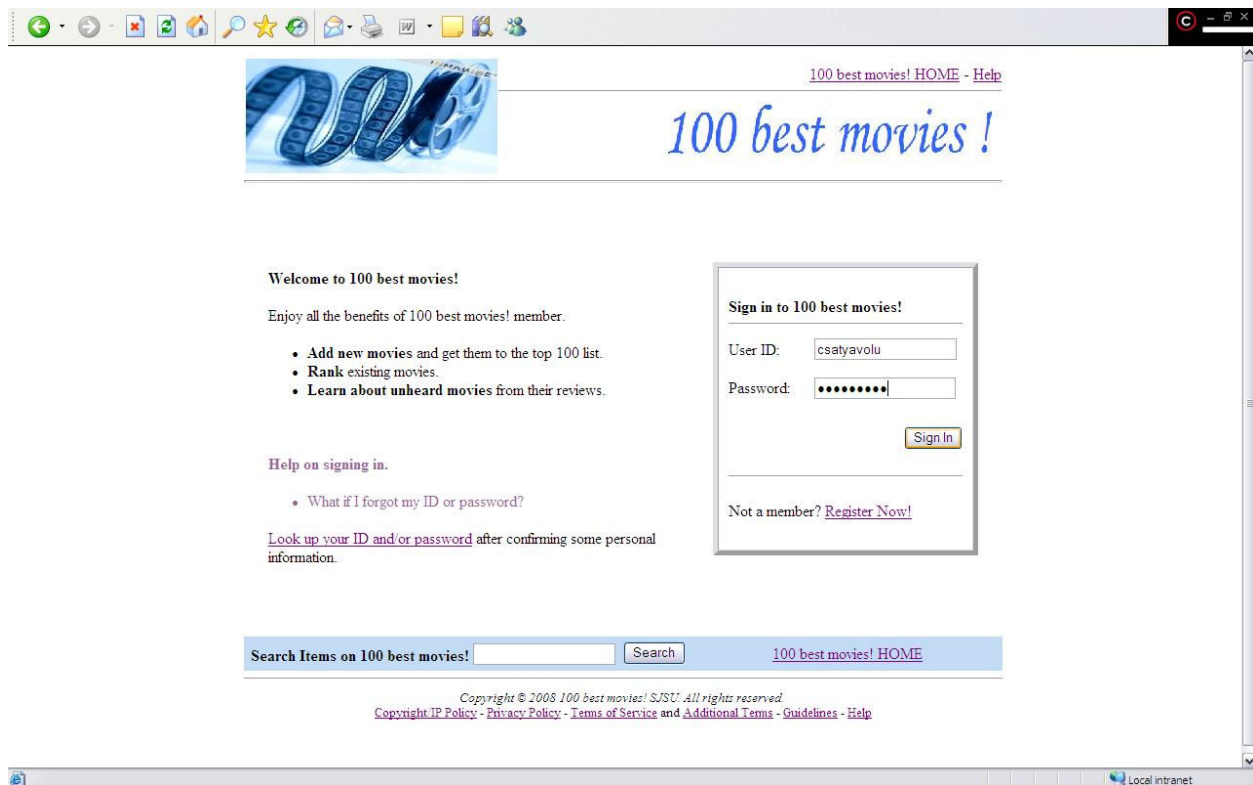 100 best movies! HOME - Help
100 best movies !
Welcome to 100 best movies!
Enjoy all the benefits of 100 best movies! member.
• Add new movies and get them to the top 100 list.
• Rank existing movies.
• Learn about unheard movies from their reviews.
Help on signing in.
• What if I forgot my ID or password?
Look up your ID and/or password after confirming some personal
information.
Sign in to 100 best movies!
User ID: csatyavolu
Password: •••••••••
Sign In
Not a member? Register Now!
Search Items on 100 best movies! Search 100 best movies! HOME
Copyright © 2008 100 best movies! SJSU. All rights reserved.
Copyright/IP Policy - Privacy Policy - Terms of Service and Additional Terms - Guidelines - Help
Local intranet